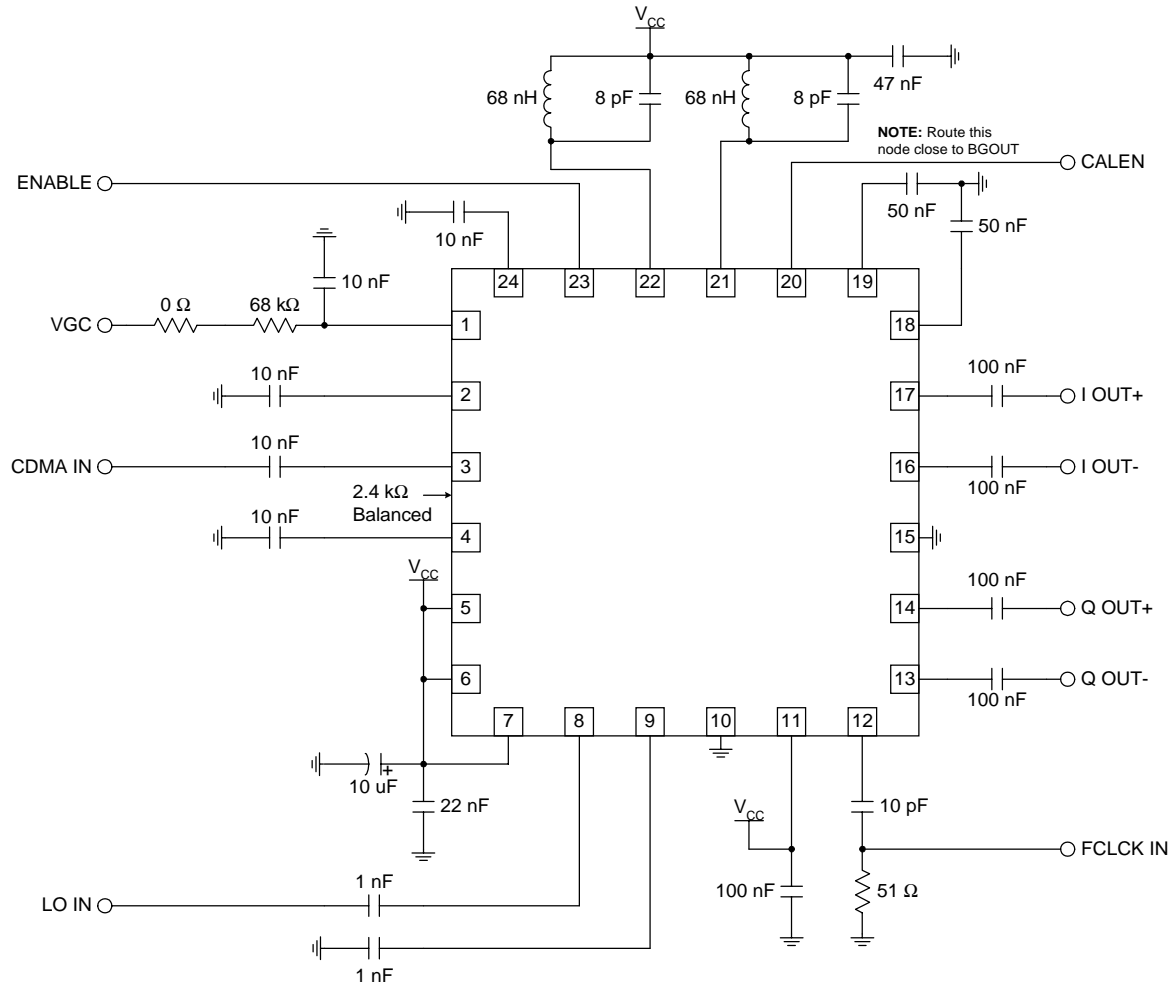 VCC
47 nF
68 nH
8 pF
68 nH
8 pF
NOTE: Route this
node close to BGOUT
CALEN
ENABLE
50 nF
50 nF
10 nF
10 nF
24
23
22
21
20
19
0 Ω
68 kΩ
VGC
1
18
10 nF
100 nF
2
17
I OUT+
10 nF
CDMA IN
3
16
I OUT-
100 nF
2.4 kΩ
Balanced
10 nF
4
15
VCC
100 nF
5
14
Q OUT+
6
13
Q OUT-
100 nF
7
8
9
10
11
12
10 uF
+
22 nF
10 pF
VCC
FCLCK IN
1 nF
100 nF
51 Ω
LO IN
1 nF